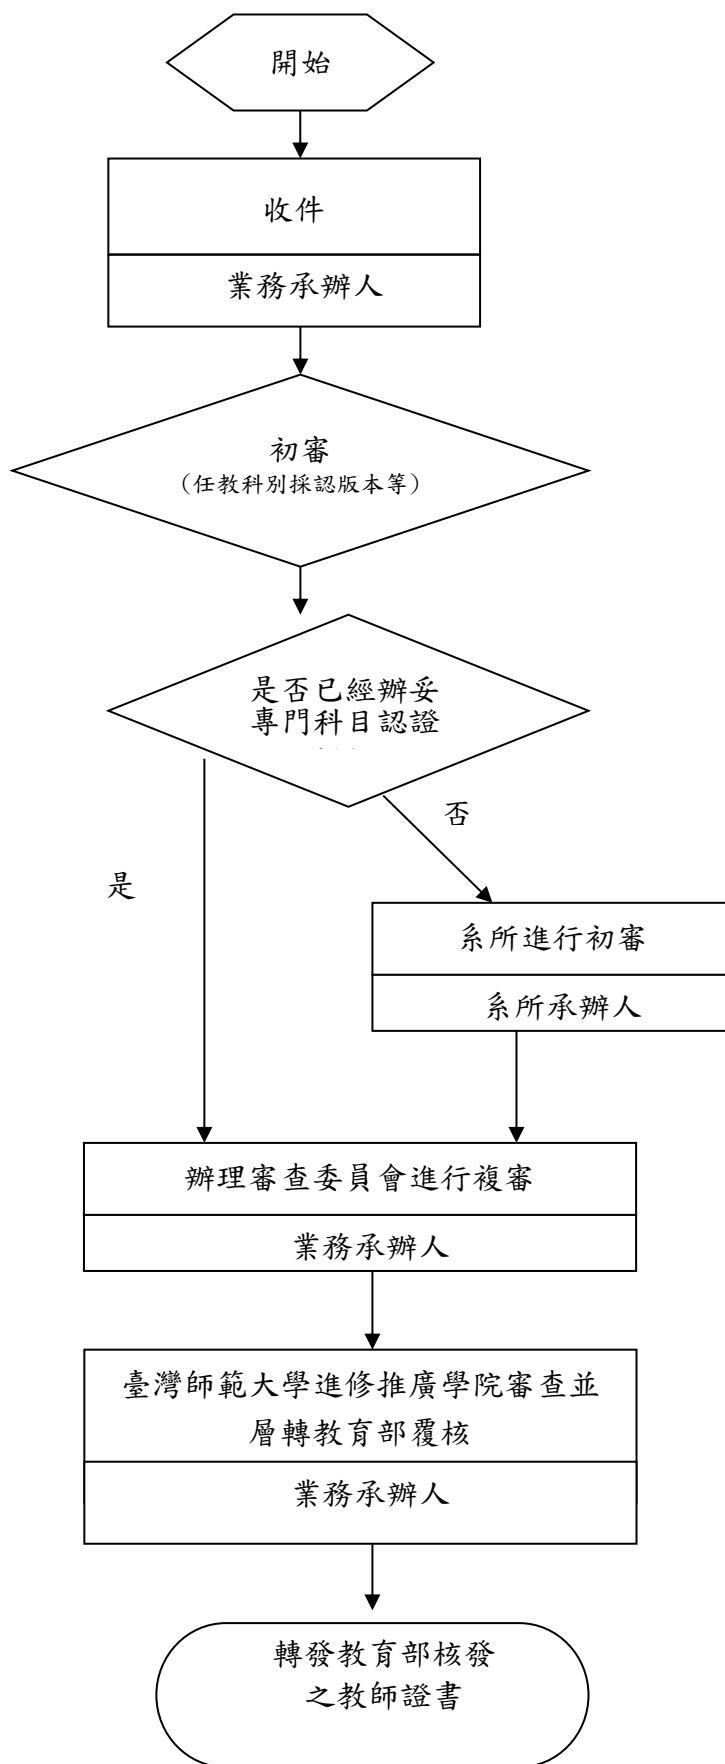 開始
收件
業務承辦人
初審
（任教科別採認版本等）
是否已經辦妥
專門科目認證
否
是
系所進行初審
系所承辦人
辦理審查委員會進行複審
業務承辦人
臺灣師範大學進修推廣學院審查並
層轉教育部覆核
業務承辦人
轉發教育部核發
之教師證書